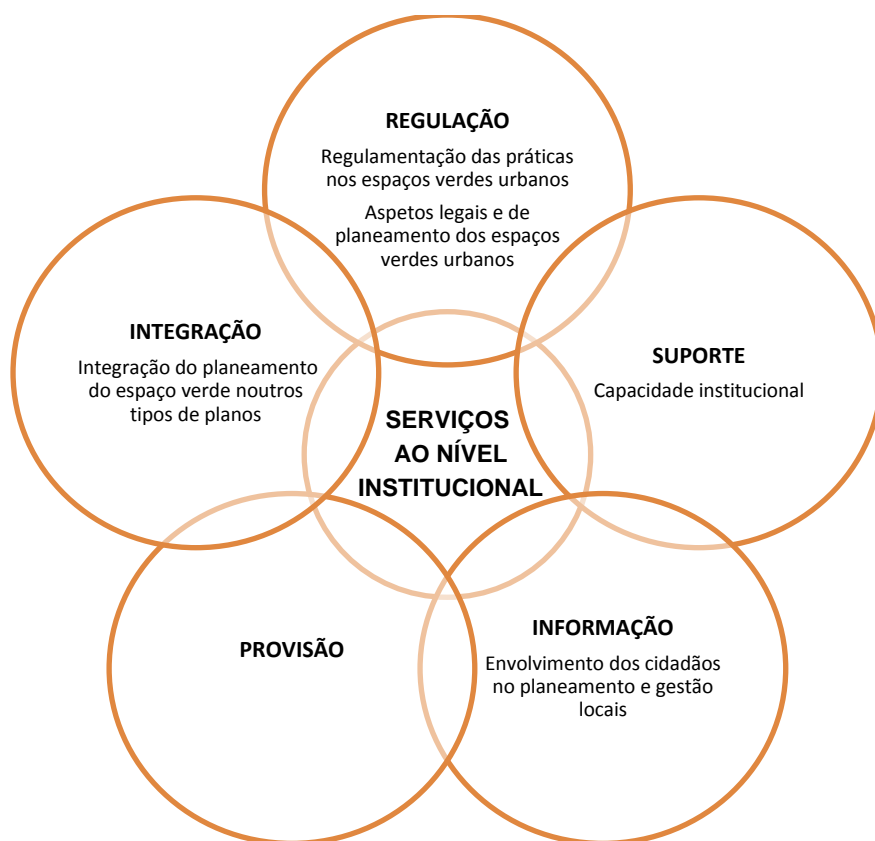 REGULAÇÃO
Regulamentação das práticas
nos espaços verdes urbanos
Aspetos legais e de
planeamento dos espaços
verdes urbanos
INTEGRAÇÃO
Integração do planeamento
do espaço verde noutros
tipos de planos
SUPORTE
Capacidade institucional
SERVIÇOS
AO NÍVEL
INSTITUCIONAL
PROVISÃO
INFORMAÇÃO
Envolvimento dos cidadãos
no planeamento e gestão
locais